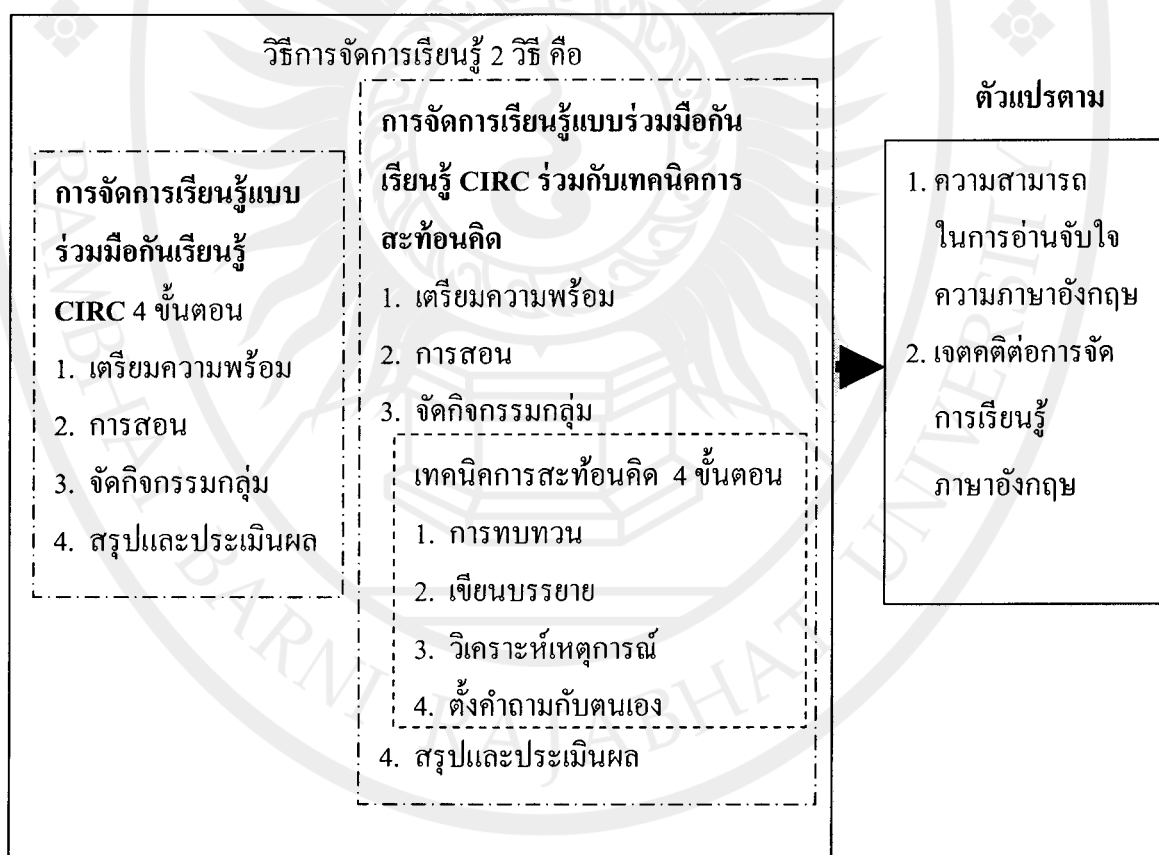 วิธีการจัดการเรียนรู้ 2 วิธี คือ
การจัดการเรียนรู้แบบ
ร่วมมือกันเรียนรู้
CIRC 4 ขั้นตอน
1. เตรียมความพร้อม
2. การสอน
3. จัดกิจกรรมกลุ่ม
4. สรุปและประเมินผล
การจัดการเรียนรู้แบบร่วมมือกัน
เรียนรู้ CIRC ร่วมกับเทคนิคการ
สะท้อนคิด
1. เตรียมความพร้อม
2. การสอน
3. จัดกิจกรรมกลุ่ม
เทคนิคการสะท้อนคิด 4 ขั้นตอน
1. การทบทวน
2. เขียนบรรยาย
3. วิเคราะห์เหตุการณ์
4. ตั้งคำถามกับตนเอง
4. สรุปและประเมินผล
ตัวแปรตาม
1. ความสามารถ
ในการอ่านจับใจ
ความภาษาอังกฤษ
2. เจตคติต่อการจัด
การเรียนรู้
ภาษาอังกฤษ
RAMBHAI BARNI RAJABHAT UNIVERSIT